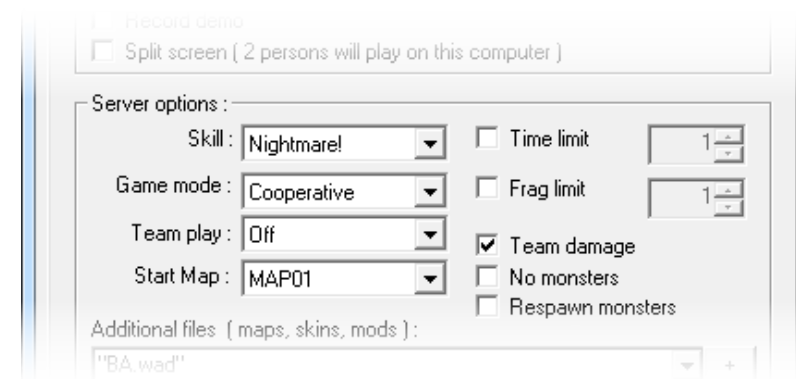 Record demo
Split screen ( 2 persons will play on this computer )
Server options :
Skill : Nightmare!
Time limit 1
Game mode : Cooperative
Frag limit 1
Team play : Off
Team damage
Start Map : MAP01
No monsters
Respawn monsters
Additional files ( maps, skins, mods ) :
"BA.wad" +